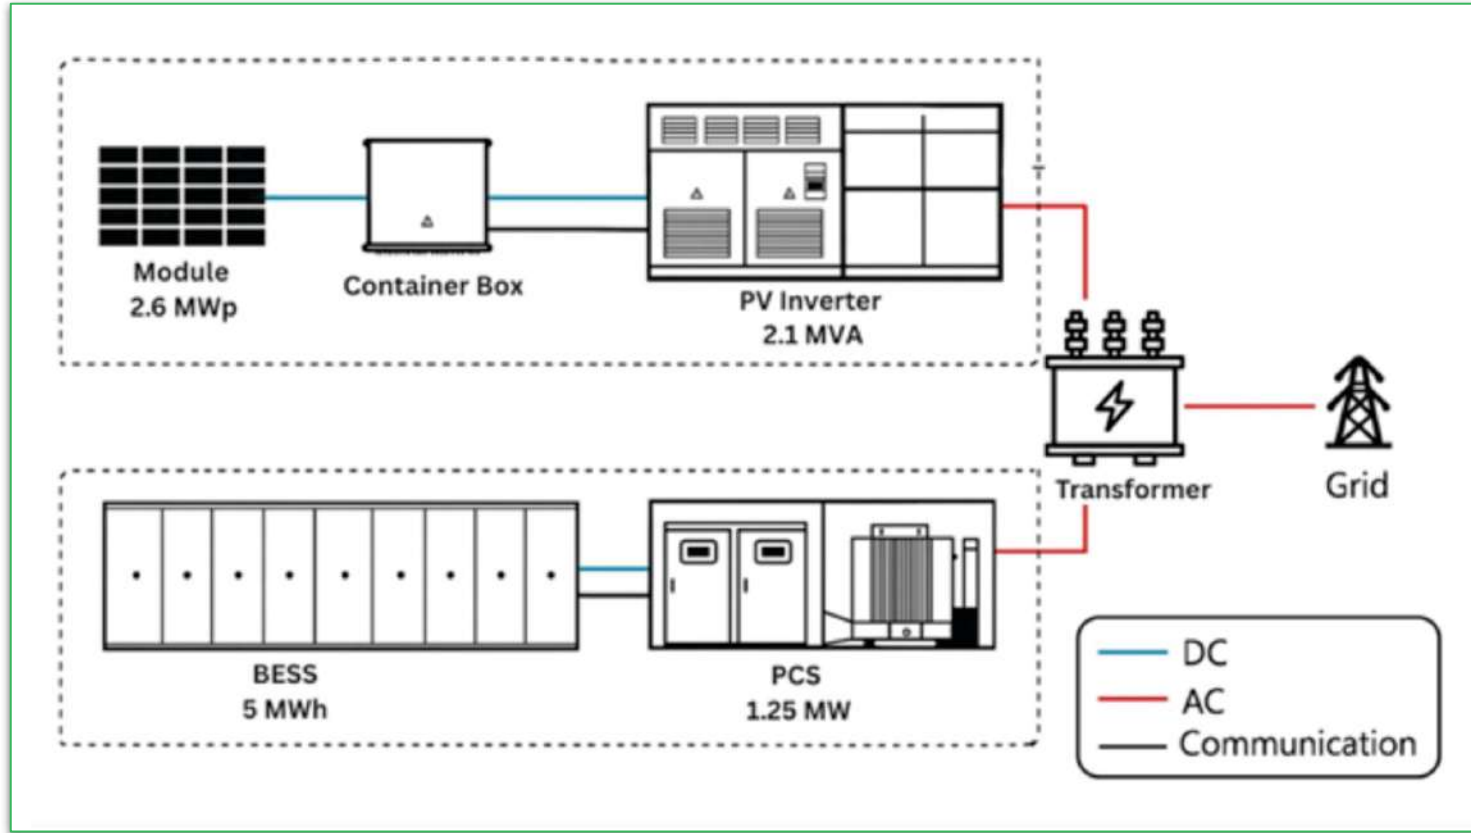 Module
2.6 MWp
Container Box
PV Inverter
2.1 MVA
Transformer
Grid
BESS
5 MWh
PCS
1.25 MW
DC
AC
Communication